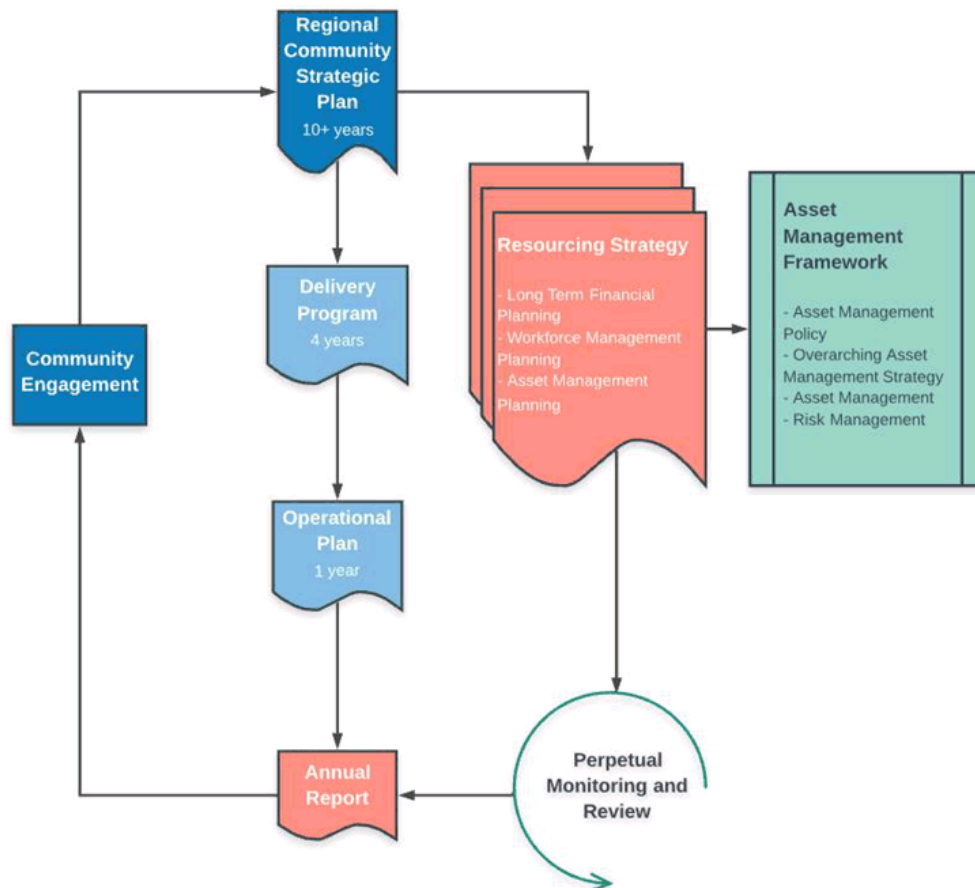 Regional
Community
Strategic
Plan
10+ years
Resourcing Strategy
- Long Term Financial
Planning
- Workforce Management
Planning
- Asset Management
Planning
Asset
Management
Framework
- Asset Management
Policy
- Overarching Asset
Management Strategy
- Asset Management
- Risk Management
Delivery
Program
4 years
Community
Engagement
Operational
Plan
1 year
Annual
Report
Perpetual
Monitoring and
Review